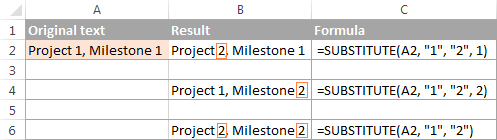 A B C
1 Original text Result Formula
2 Project 1, Milestone 1 Project 2, Milestone 1 =SUBSTITUTE(A2, "1", "2", 1)
3
4 Project 1, Milestone 2 =SUBSTITUTE(A2, "1", "2", 2)
5
6 Project 2, Milestone 2 =SUBSTITUTE(A2, "1", "2")